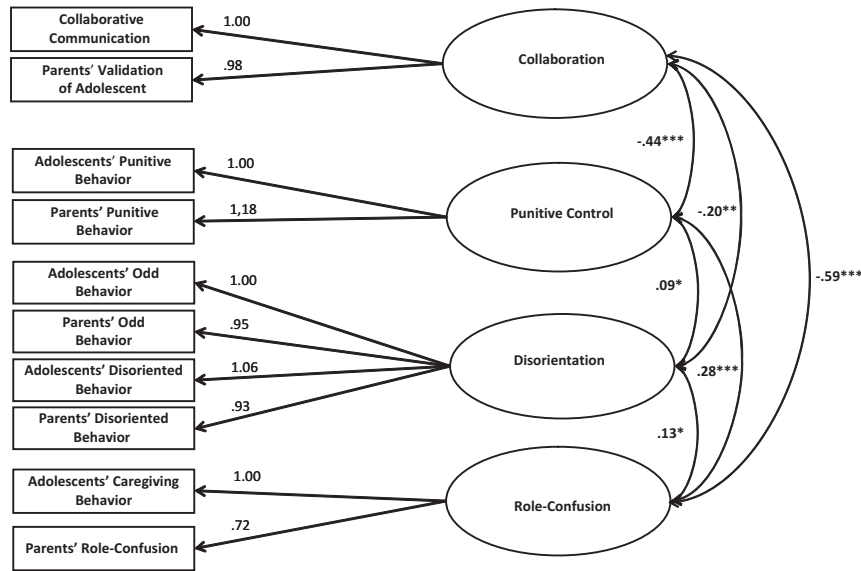 Collaborative
Communication
1.00
Parents’ Validation
of Adolescent
.98
Collaboration
-.44***
Adolescents’ Punitive
Behavior
1.00
Parents’ Punitive
Behavior
1,18
Punitive Control
-.20**
Adolescents’ Odd
Behavior
1.00
.09*
-.59***
Parents’ Odd
Behavior
.95
Disorientation
Adolescents’ Disoriented
Behavior
1.06
.28***
Parents’ Disoriented
Behavior
.93
.13*
Adolescents’ Caregiving
Behavior
1.00
Role-Confusion
Parents’ Role-Confusion
.72